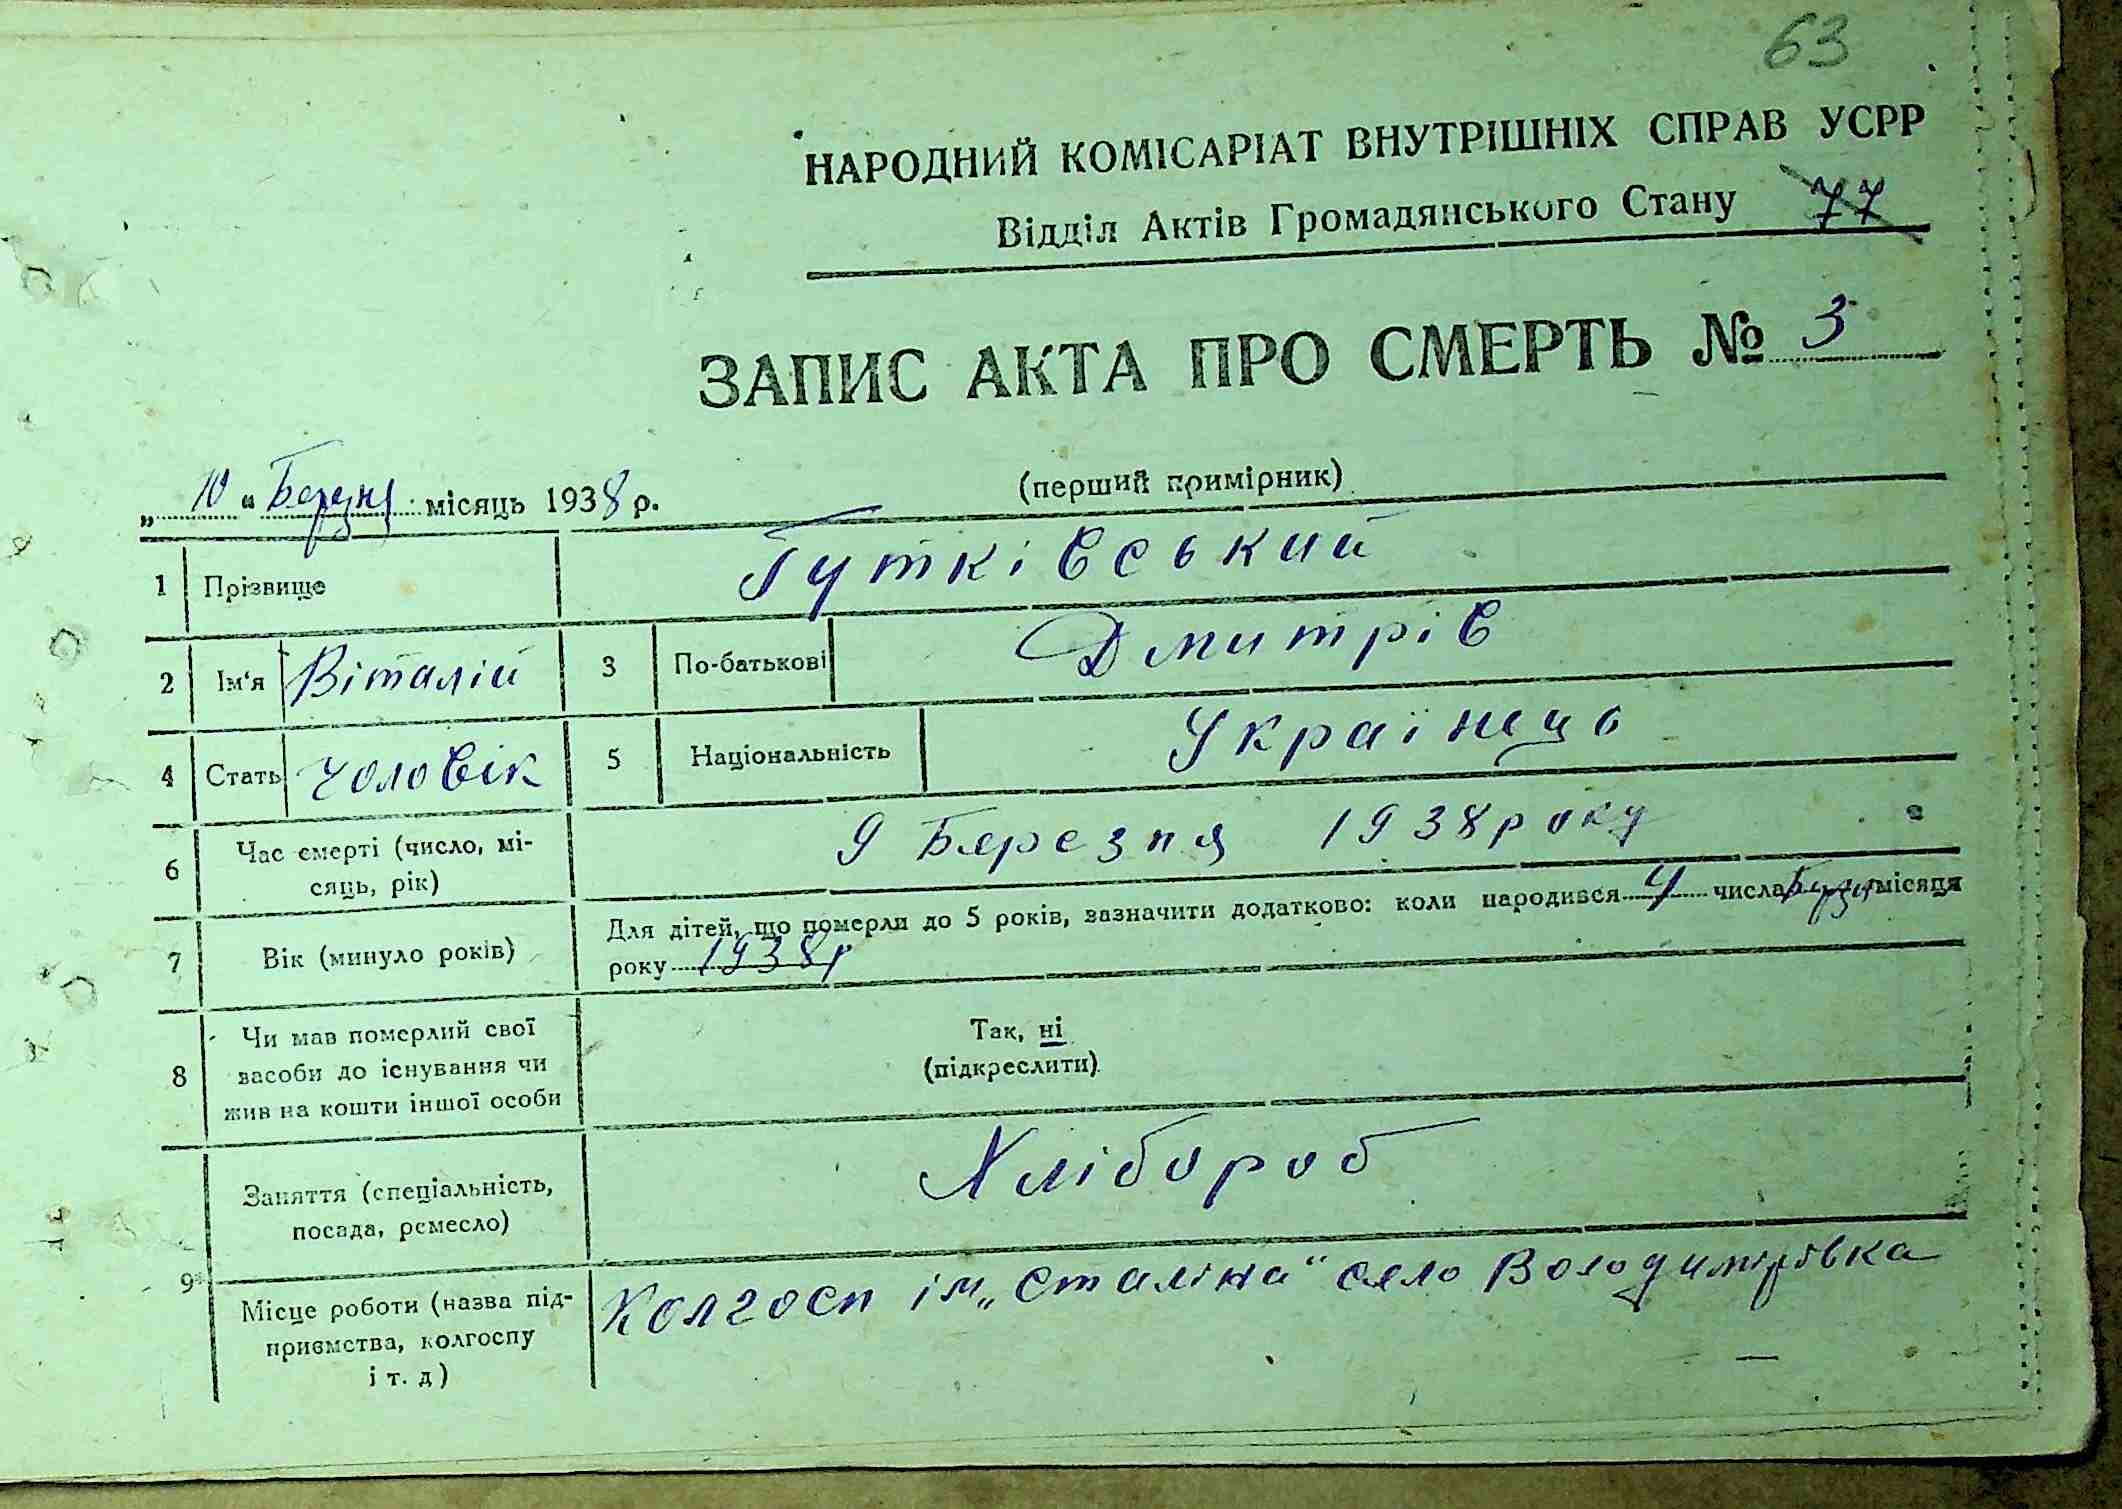 63
НАРОДНИЙ КОМІСАРІАТ ВНУТРІШНІХ СПРАВ УСРР
Відділ Актів Громадянського Стану 77
ЗАПИС АКТА ПРО СМЕРТЬ № 3
(перший примірник)
„ 10 " Березня місяць 1938 р.
1 Прізвище Гутківський
2 Ім'я Віталій 3 По-батькові Дмитрів
4 Стать чоловік 5 Національність Українець
6 Час смерті (число, мі-
сяць, рік) 9 Березня 1938 року
7 Вік (минуло років) Для дітей, що померли до 5 років, зазначити додатково: коли народився 4 числа місяця
року 1938 р
8 Чи мав померлий свої
засоби до існування чи
жив на кошти іншої особи
Так, ні
(підкреслити)
9 Заняття (спеціальність,
посада, ремесло) Хлібороб
Місце роботи (назва під-
приємства, колгоспу
і т. д) Колгосп ім „Сталіна" село Володимирівка